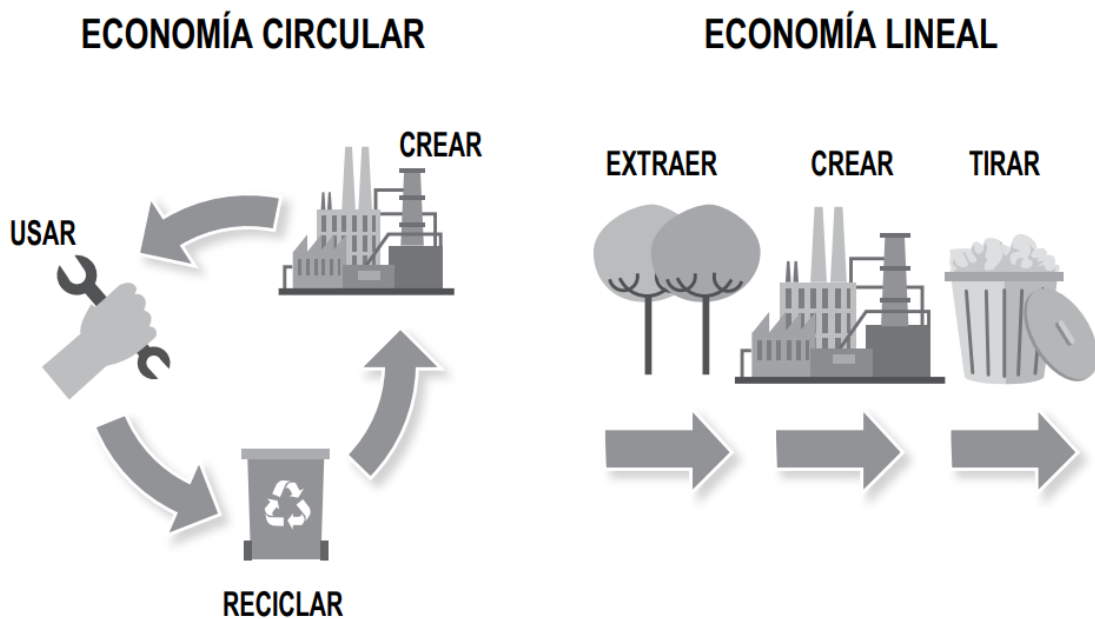 ECONOMÍA CIRCULAR
CREAR
USAR
RECICLAR
ECONOMÍA LINEAL
EXTRAER
CREAR
TIRAR